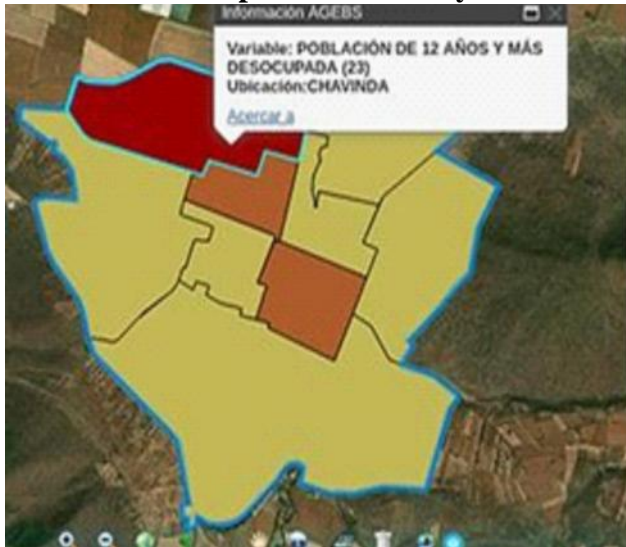 Información AGEBS
Variable: POBLACIÓN DE 12 AÑOS Y MÁS
DESOCUPADA (23)
Ubicación:CHAVINDA
Acercar a